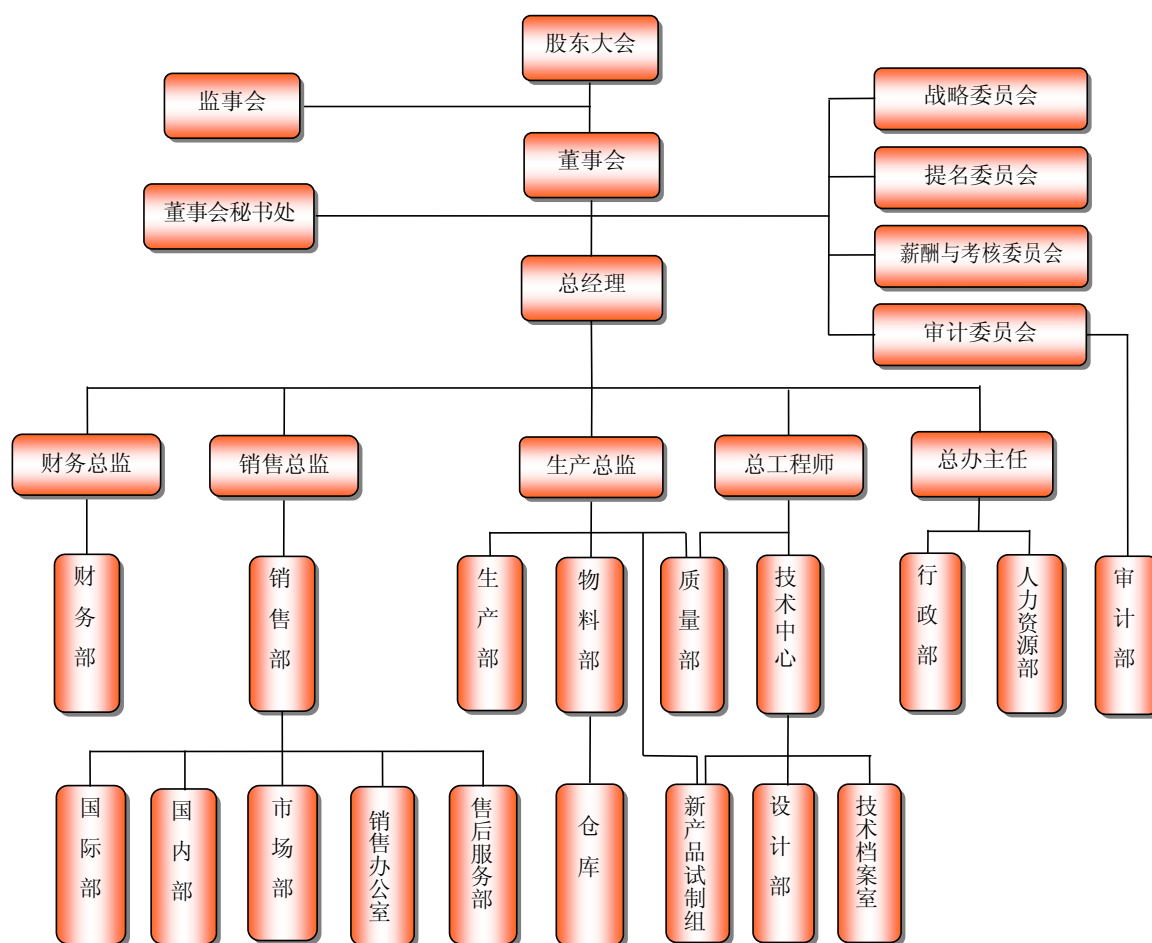 股东大会
监事会
战略委员会
董事会
提名委员会
董事会秘书处
薪酬与考核委员会
总经理
审计委员会
财务总监
销售总监
生产总监
总工程师
总办主任
财务部
销售部
生产部
物料部
质量部
技术中心
行政部
人力资源部
审计部
国际部
国内部
市场部
销售办公室
售后服务部
仓库
新产品试制组
设计部
技术档案室